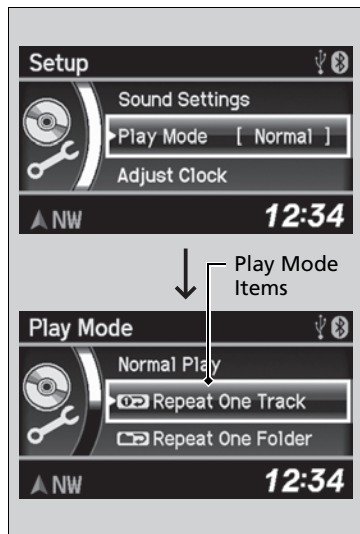 Setup
Sound Settings
Play Mode [ Normal ]
Adjust Clock
NW
12:34
Play Mode
Items
Play Mode
Normal Play
Repeat One Track
Repeat One Folder
NW
12:34